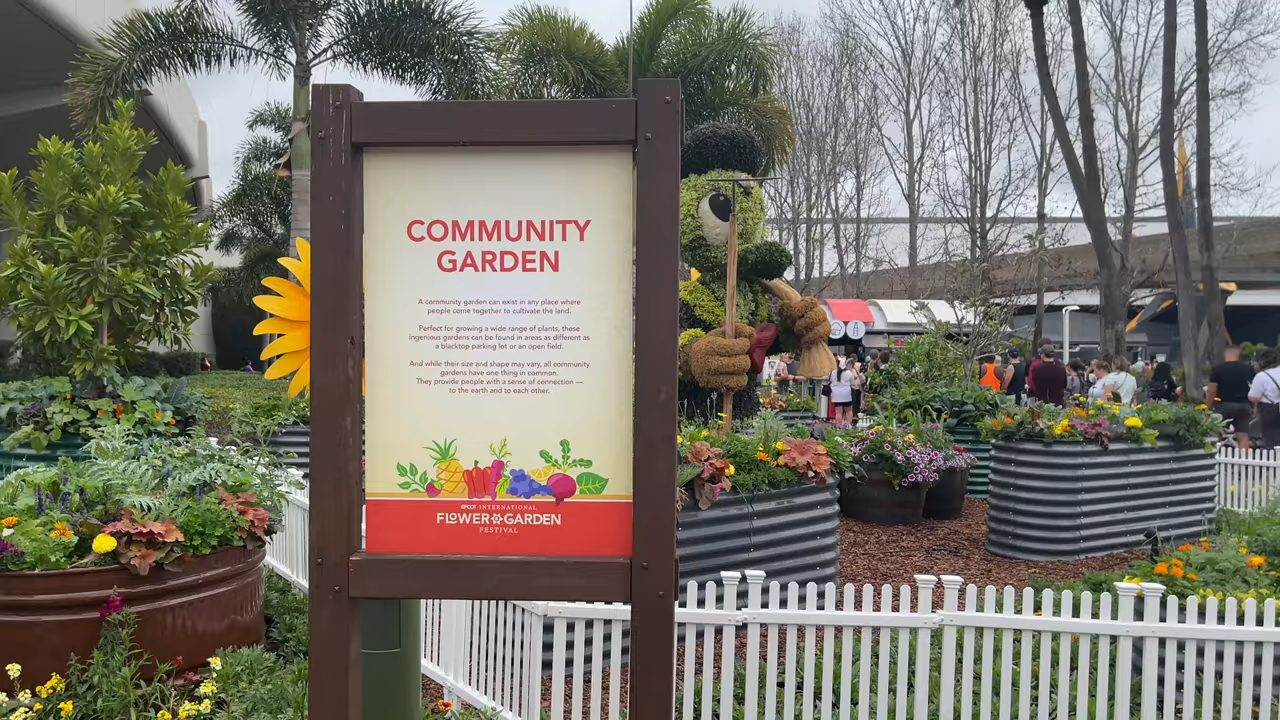 COMMUNITY
GARDEN
A community garden can exist in any place where
people come together to cultivate the land.
Perfect for growing a wide range of plants, these
ingenious gardens can be found in areas as different as
a blacktop parking lot or an open field.
And while their size and shape may vary, all community
gardens have one thing in common.
They provide people with a sense of connection —
to the earth and to each other.
EPCOT INTERNATIONAL
FLOWER GARDEN
FESTIVAL